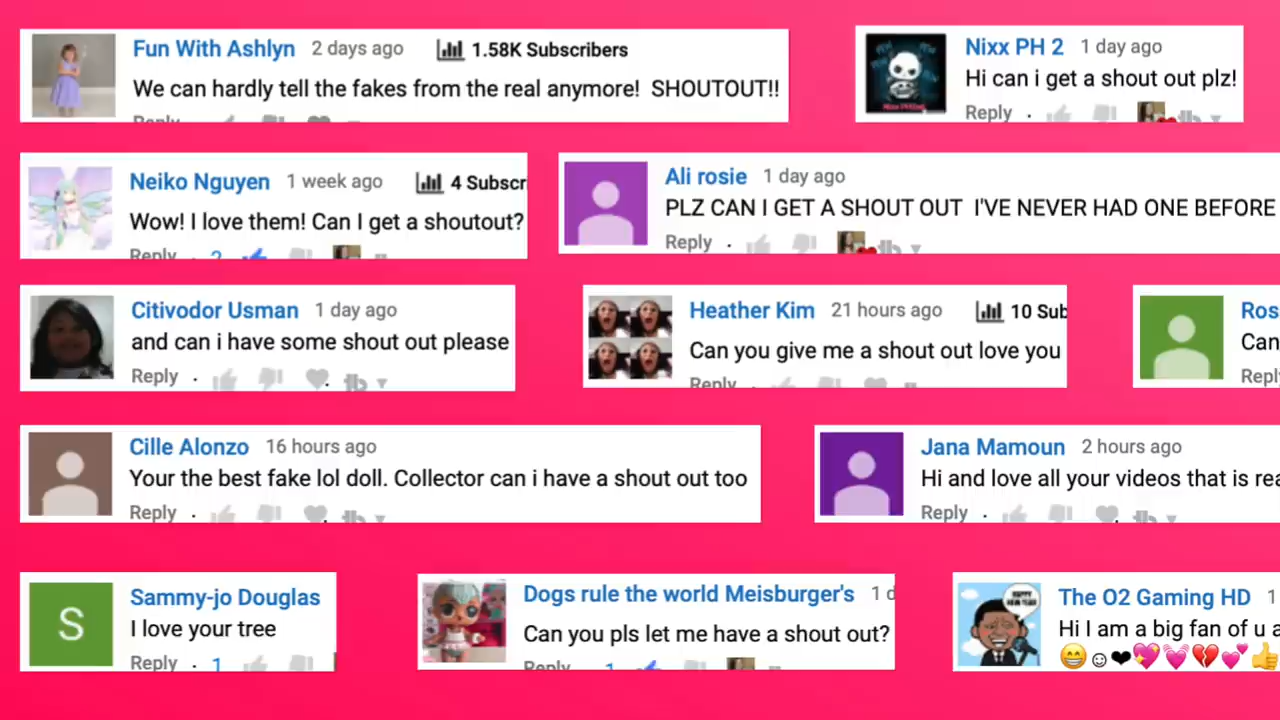 Fun With Ashlyn 2 days ago 1.58K Subscribers
We can hardly tell the fakes from the real anymore! SHOUTOUT!!
Reply
Nixx PH 2 1 day ago
Hi can i get a shout out plz!
Reply
Neiko Nguyen 1 week ago 4 Subscr
Wow! I love them! Can I get a shoutout?
Reply 2
Ali rosie 1 day ago
PLZ CAN I GET A SHOUT OUT I'VE NEVER HAD ONE BEFORE
Reply
Citivodor Usman 1 day ago
and can i have some shout out please
Reply
Heather Kim 21 hours ago 10 Sub
Can you give me a shout out love you
Reply
Ros
Can
Reply
Cille Alonzo 16 hours ago
Your the best fake lol doll. Collector can i have a shout out too
Reply
Jana Mamoun 2 hours ago
Hi and love all your videos that is rea
Reply
S
Sammy-jo Douglas
I love your tree
Reply 1
Dogs rule the world Meisburger's 1 d
Can you pls let me have a shout out?
Reply 1
HAPPY NEW YEAR
The O2 Gaming HD 1
Hi I am a big fan of u a